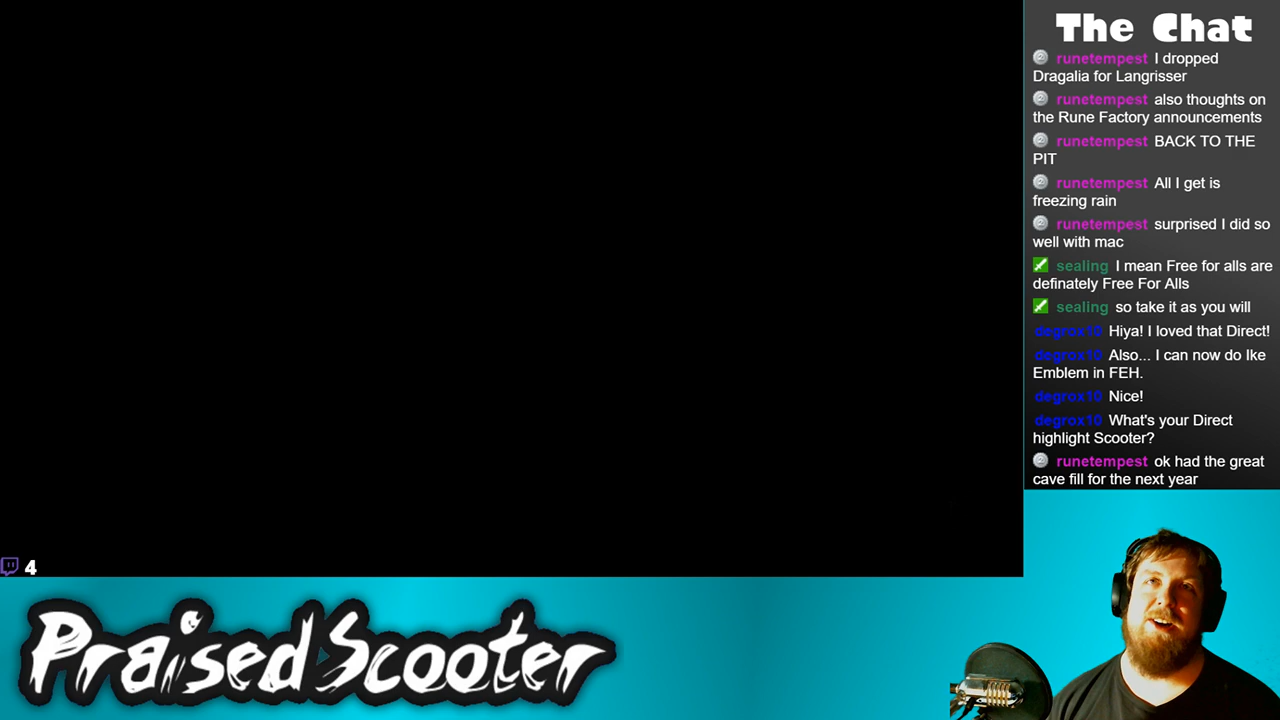 The Chat
runetempest I dropped
Dragalia for Langrisser
runetempest also thoughts on
the Rune Factory announcements
runetempest BACK TO THE
PIT
runetempest All I get is
freezing rain
runetempest surprised I did so
well with mac
sealing I mean Free for alls are
definately Free For Alls
sealing so take it as you will
degrox10 Hiya! I loved that Direct!
degrox10 Also... I can now do Ike
Emblem in FEH.
degrox10 Nice!
degrox10 What's your Direct
highlight Scooter?
runetempest ok had the great
cave fill for the next year
4
PraisedScooter